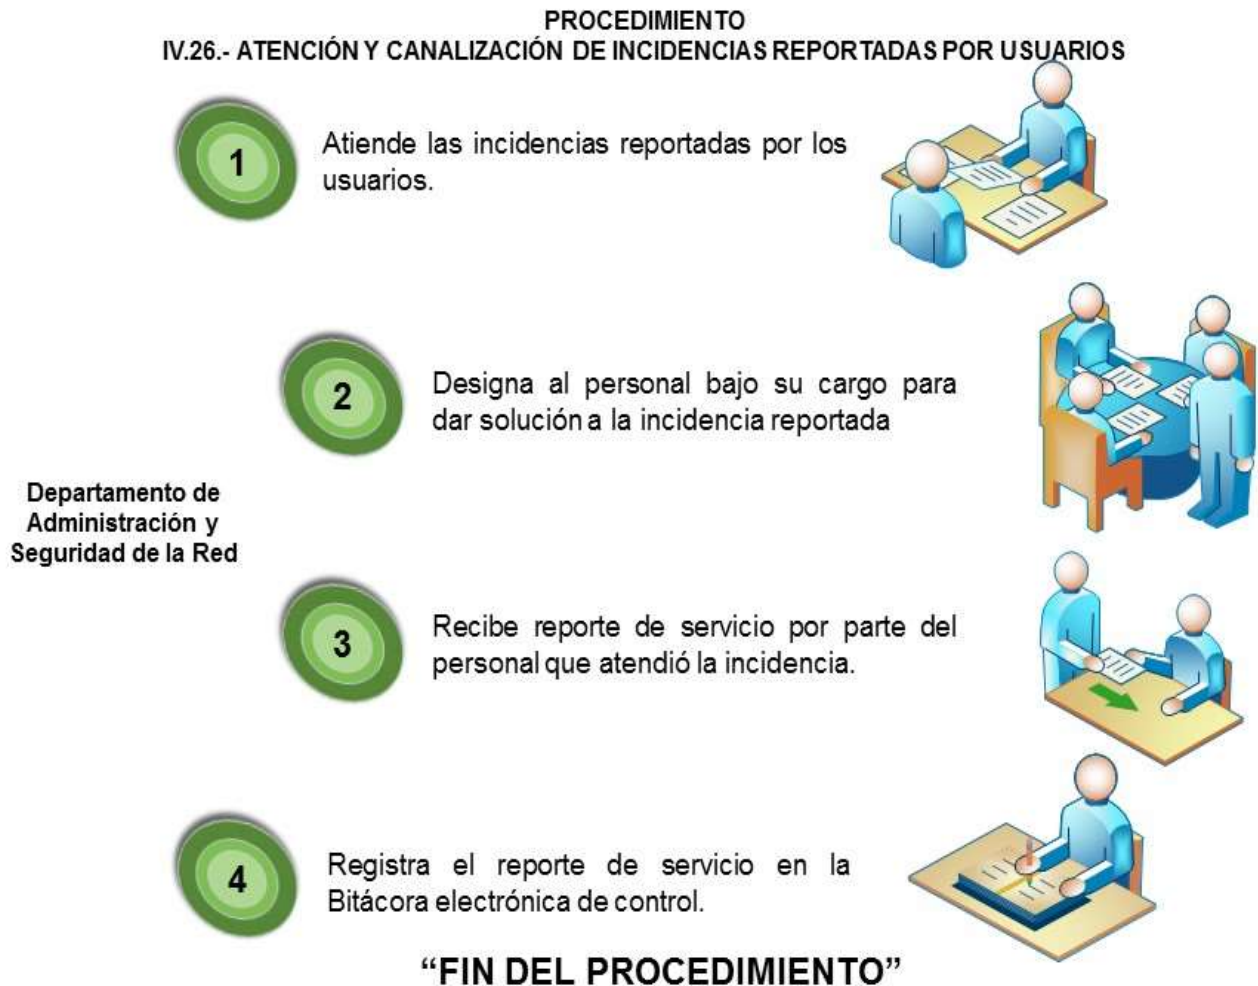 PROCEDIMIENTO
IV.26.- ATENCIÓN Y CANALIZACIÓN DE INCIDENCIAS REPORTADAS POR USUARIOS
1
Atiende las incidencias reportadas por los
usuarios.
2
Designa al personal bajo su cargo para
dar solución a la incidencia reportada
Departamento de
Administración y
Seguridad de la Red
3
Recibe reporte de servicio por parte del
personal que atendió la incidencia.
4
Registra el reporte de servicio en la
Bitácora electrónica de control.
“FIN DEL PROCEDIMIENTO”